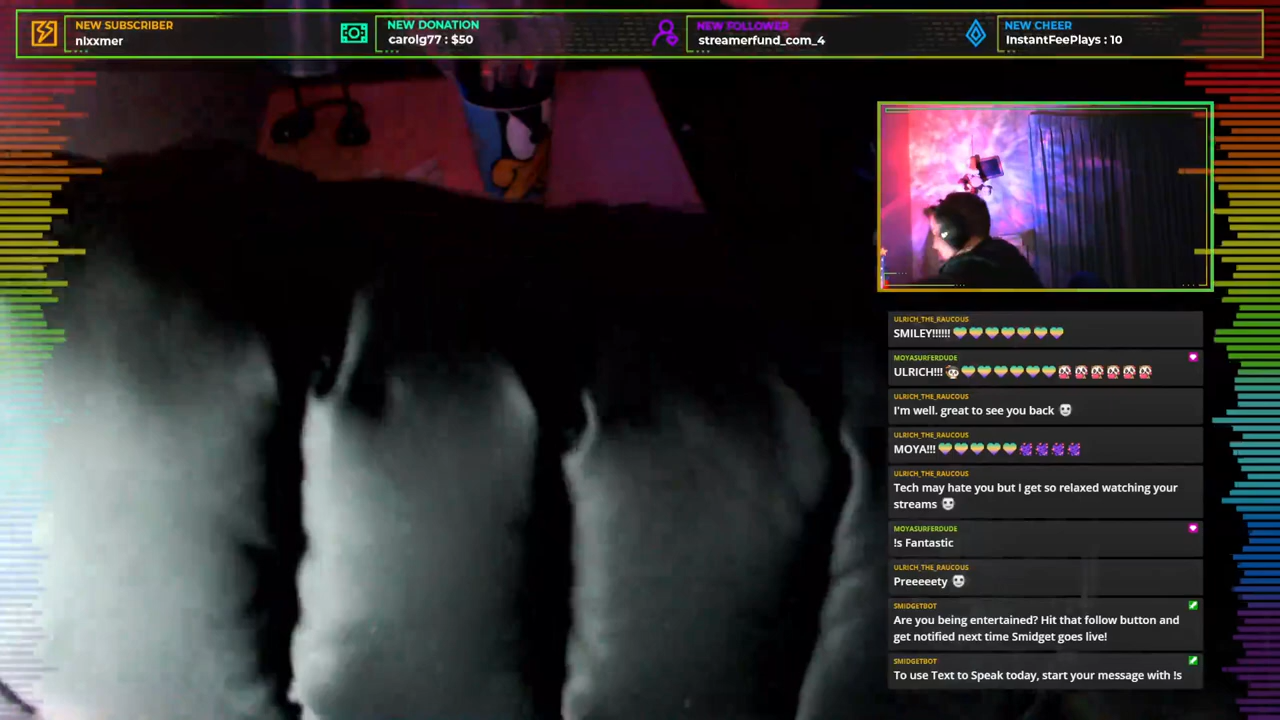 NEW SUBSCRIBER
nbxmer
NEW DONATION
carolg77 : $50
NEW FOLLOWER
streamerfund_com_4
NEW CHEER
InstantFeePlays : 10
ULRICH_THE_RAUCOUS
SMILEY!!!!!!
MOYASURFERDUDE
ULRICH!!!
ULRICH_THE_RAUCOUS
I'm well. great to see you back
ULRICH_THE_RAUCOUS
MOYA!!!
ULRICH_THE_RAUCOUS
Tech may hate you but I get so relaxed watching your
streams
MOYASURFERDUDE
!s Fantastic
ULRICH_THE_RAUCOUS
Preeeeety
SMIDGETBOT
Are you being entertained? Hit that follow button and
get notified next time Smidget goes live!
SMIDGETBOT
To use Text to Speak today, start your message with !s